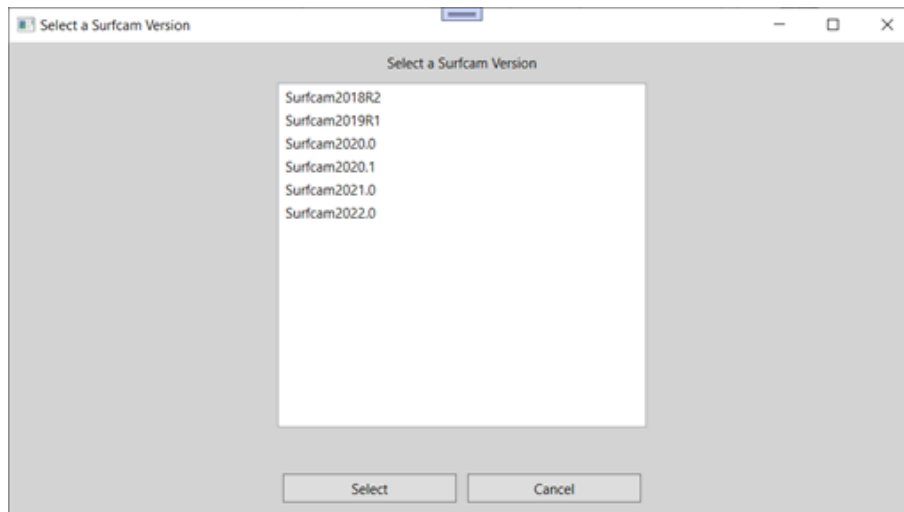 Select a Surfcam Version
Select a Surfcam Version
Surfcam2018R2
Surfcam2019R1
Surfcam2020.0
Surfcam2020.1
Surfcam2021.0
Surfcam2022.0
Select Cancel